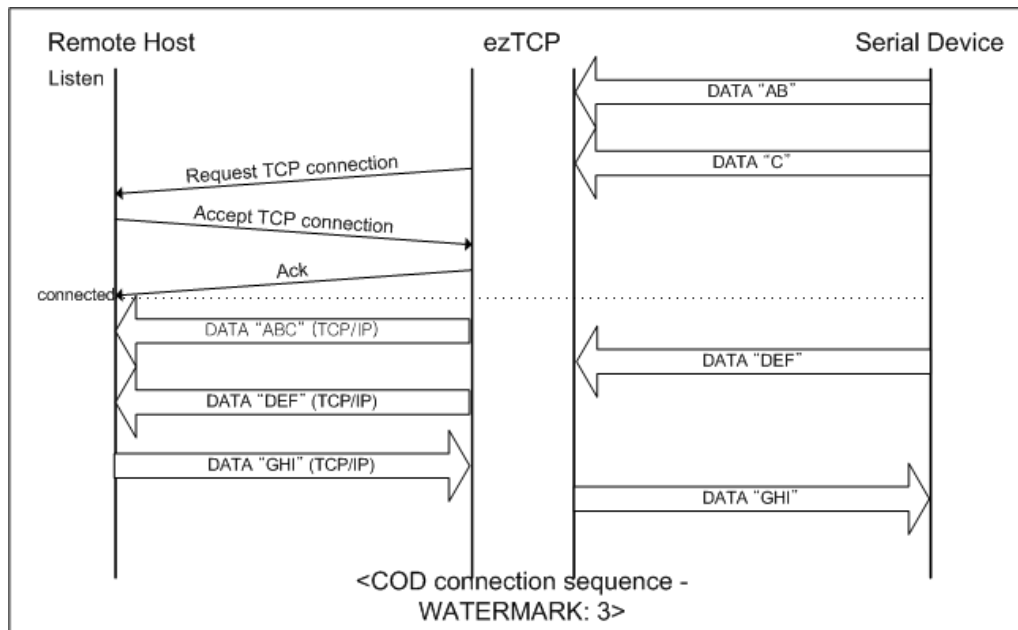 Remote Host
ezTCP
Serial Device
Listen
DATA “AB”
DATA “C”
Request TCP connection
Accept TCP connection
Ack
connected
DATA “ABC” (TCP/IP)
DATA “DEF”
DATA “DEF” (TCP/IP)
DATA “GHI” (TCP/IP)
DATA “GHI”
<COD connection sequence -
WATERMARK: 3>